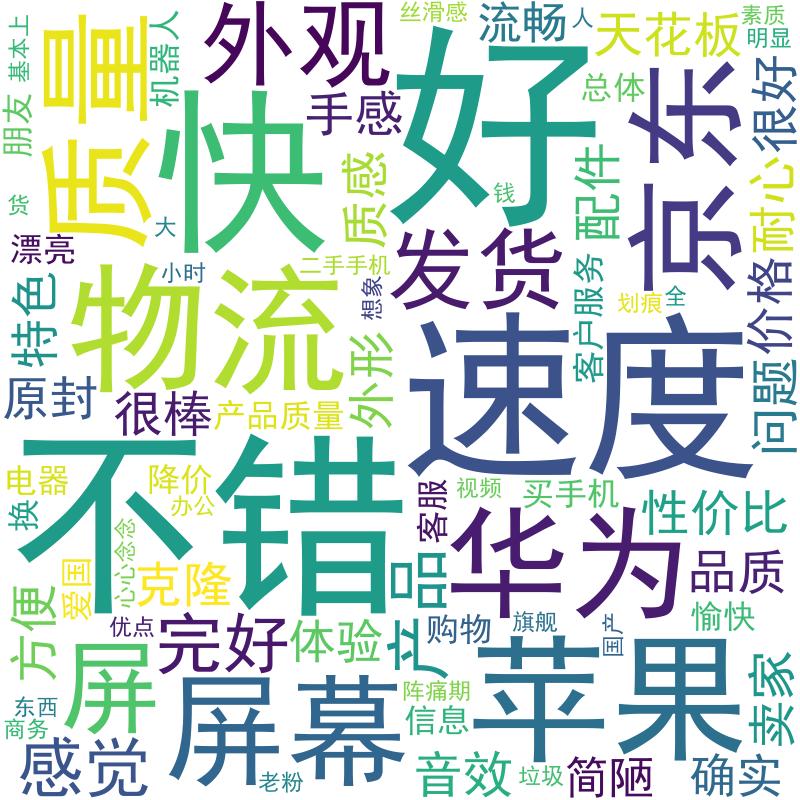 丝滑感
流畅
人
天花板
素质
明显
外观
好
质量
机器人
基本上
朋友
快
手感
总体
京东
很好
质感
配件
耐心
货
大
钱
漂亮
发货
特色
物流
小时
二手手机
想象
客户服务
划痕
全
价格
外形
速度
问题
原封
很棒
产品质量
不错
电器
降价
办公
换
客服
视频
买手机
性价比
心心念念
爱国
克隆
产品
华为
品质
方便
优点
完好
体验
购物
旗舰
国产
愉快
屏
屏幕
苹果
卖家
东西
商务
阵痛期
信息
感觉
老粉
音效
垃圾
简陋
确实